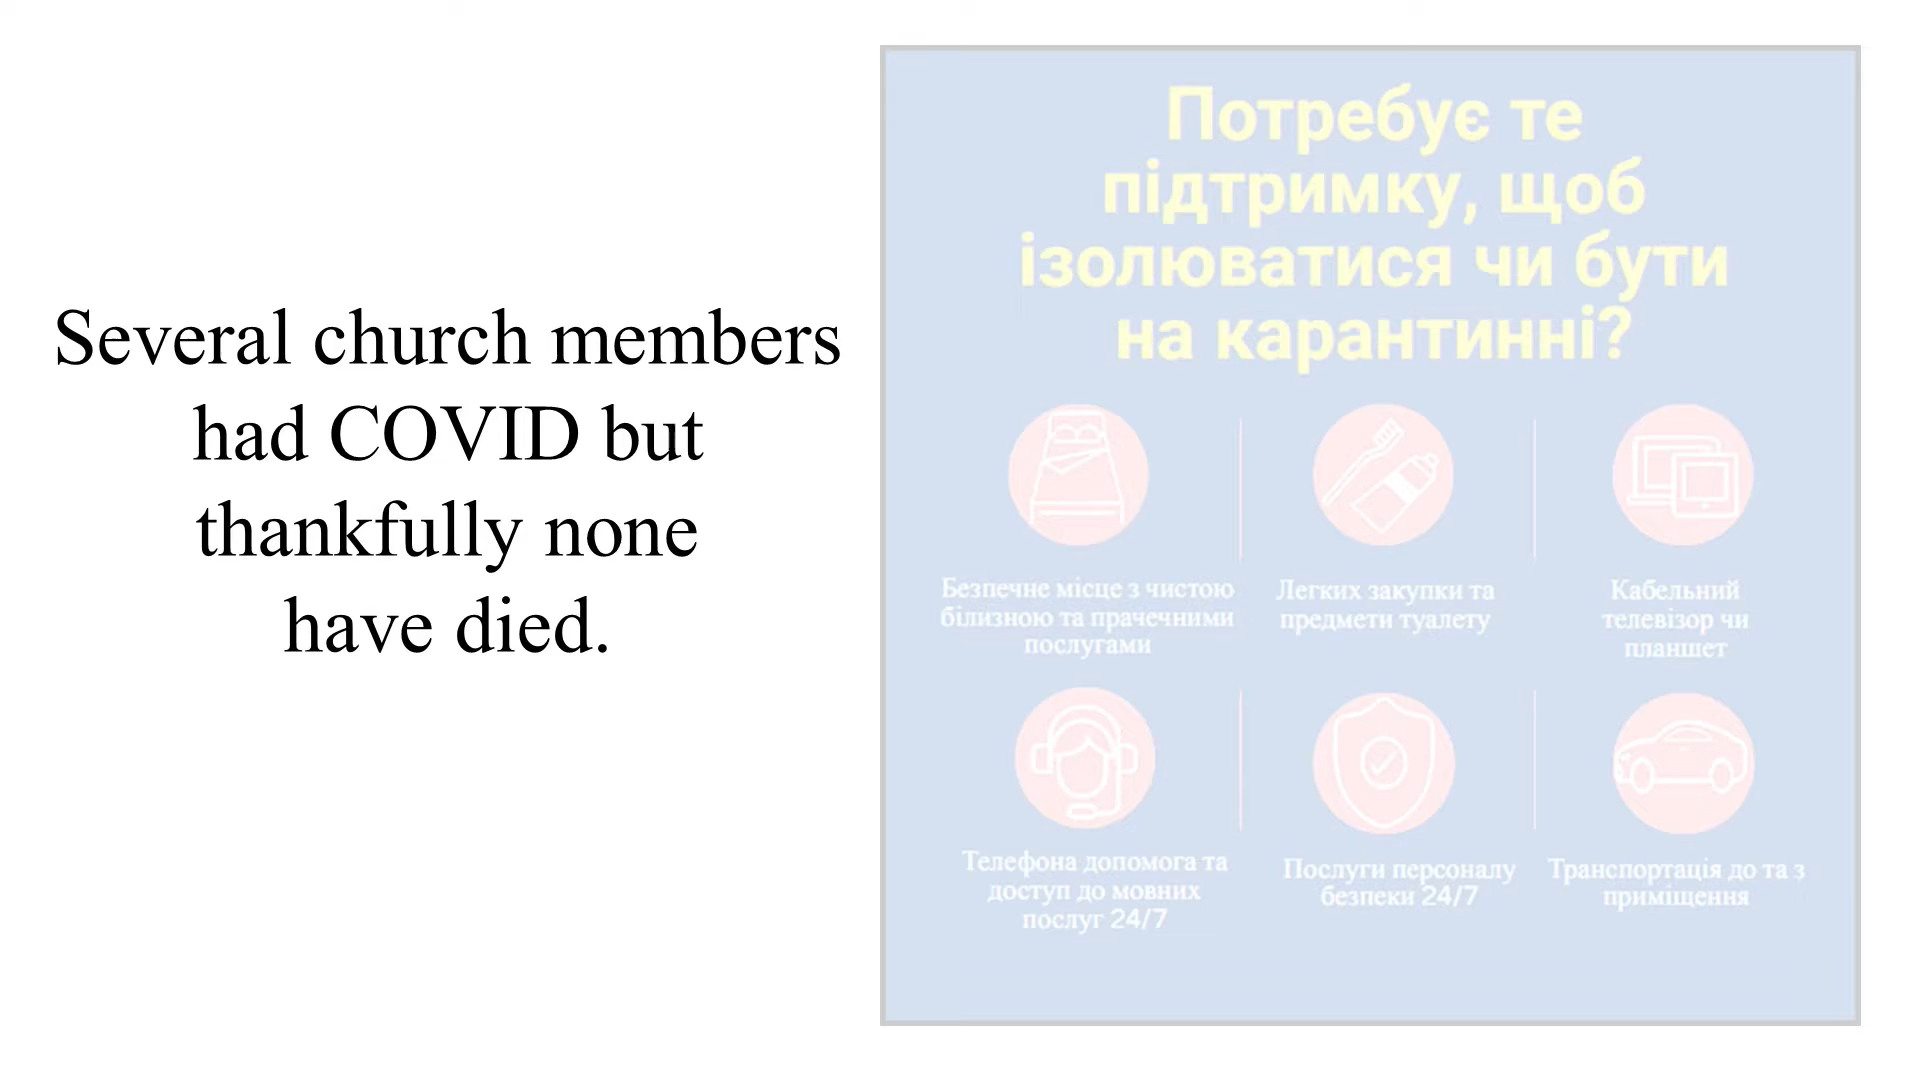 Several church members
had COVID but
thankfully none
have died.
Потребує те
підтримку, щоб
ізолюватися чи бути
на карантинні?
Безпечне місце з чистою
білизною та прачечними
послугами
Легких закупки та
предмети туалету
Кабельний
телевізор чи
планшет
Телефона допомога та
доступ до мовних
послуг 24/7
Послуги персоналу
безпеки 24/7
Транспортація до та з
приміщення